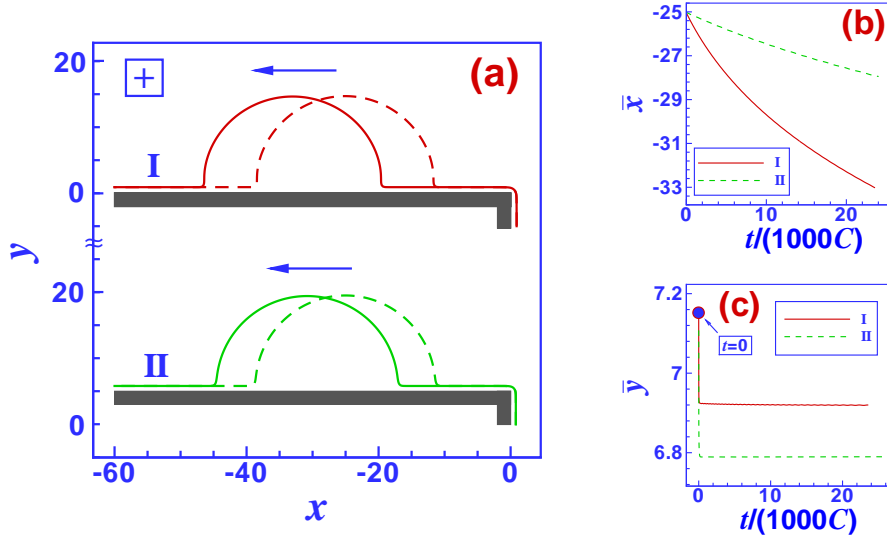 (a)
+
20
I
0
y
≈
20
II
0
-60 -40 -20 0
x
(b)
-25
-27
-29
-31
-33
x̅
I
II
0 10 20
t/(1000C)
(c)
7.2
7
6.8
y̅
t=0
I
II
0 10 20
t/(1000C)